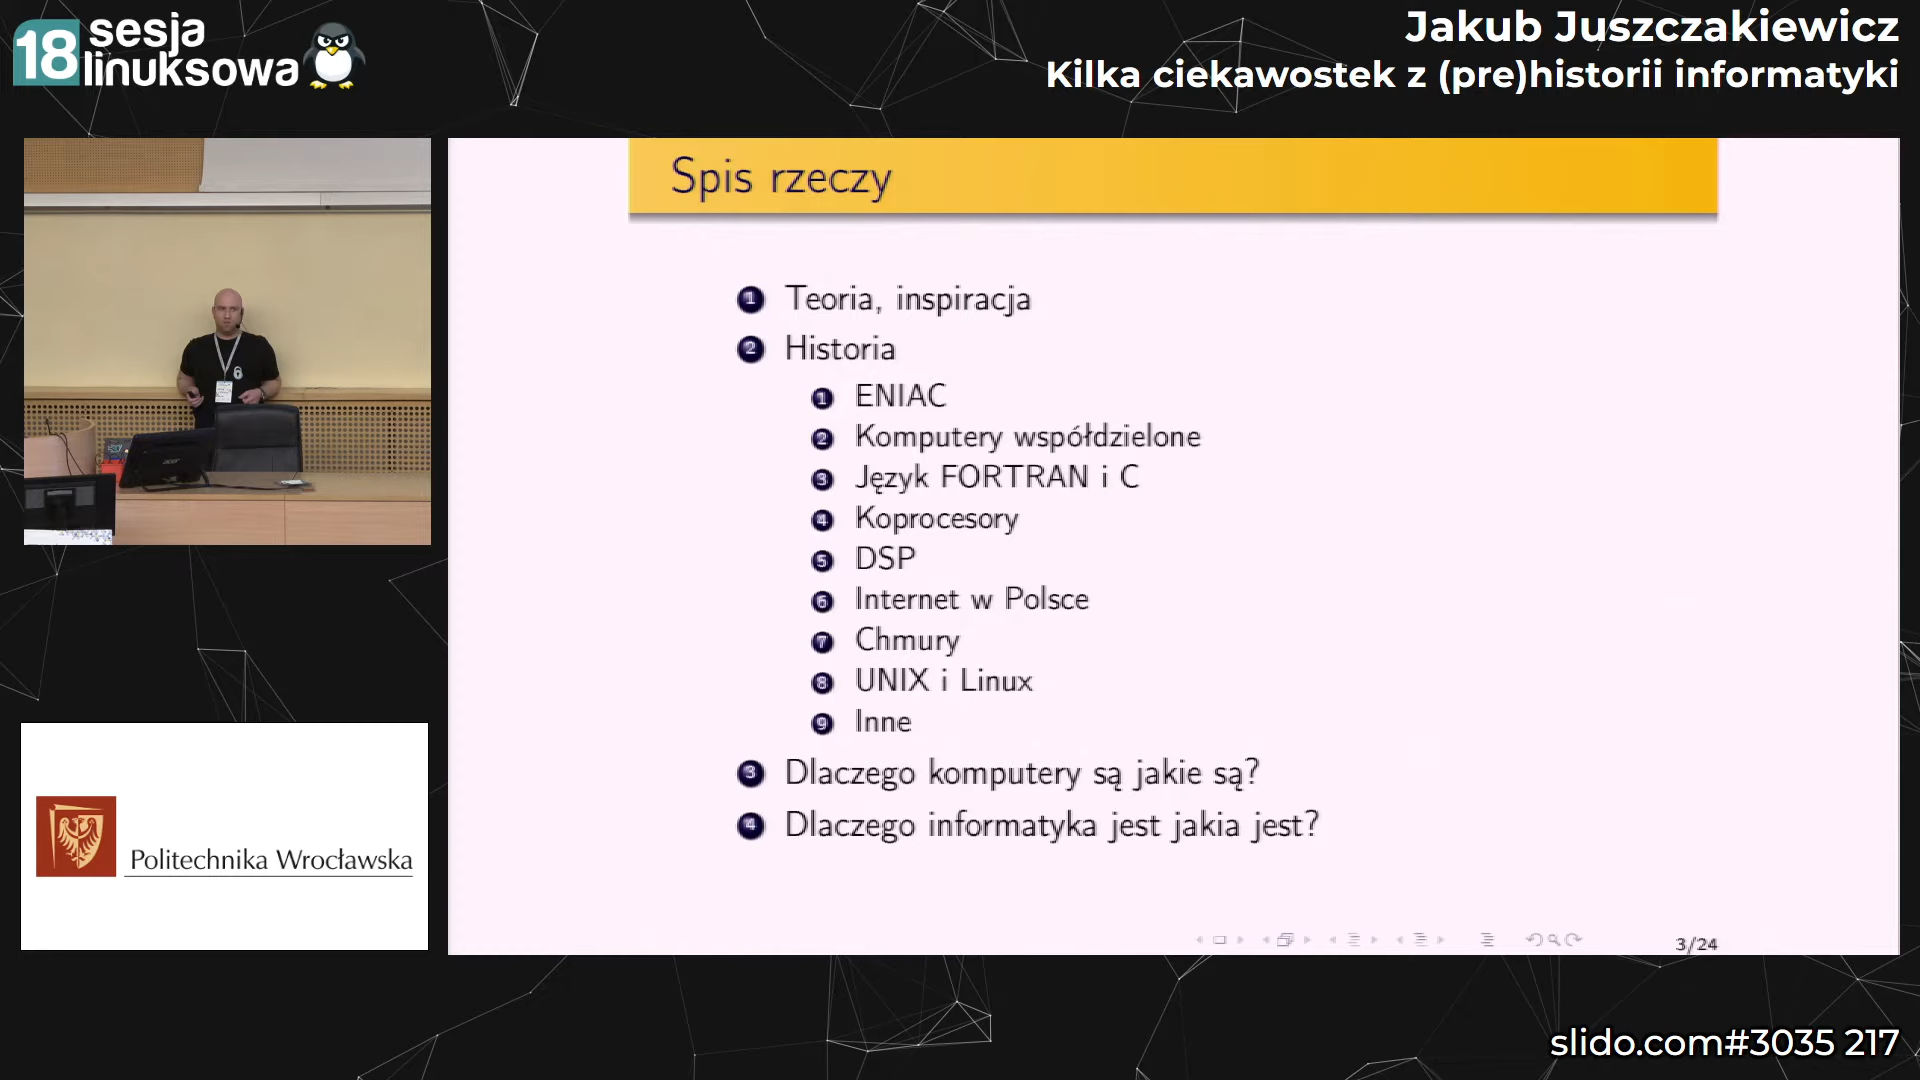 18 sesja
linuksowa
Jakub Juszczakiewicz
Kilka ciekawostek z (pre)historii informatyki
Spis rzeczy
1 Teoria, inspiracja
2 Historia
1 ENIAC
2 Komputery współdzielone
3 Język FORTRAN i C
4 Koprocesory
5 DSP
6 Internet w Polsce
7 Chmury
8 UNIX i Linux
9 Inne
3 Dlaczego komputery są jakie są?
4 Dlaczego informatyka jest jakia jest?
3/24
Politechnika Wrocławska
slido.com#3035 217